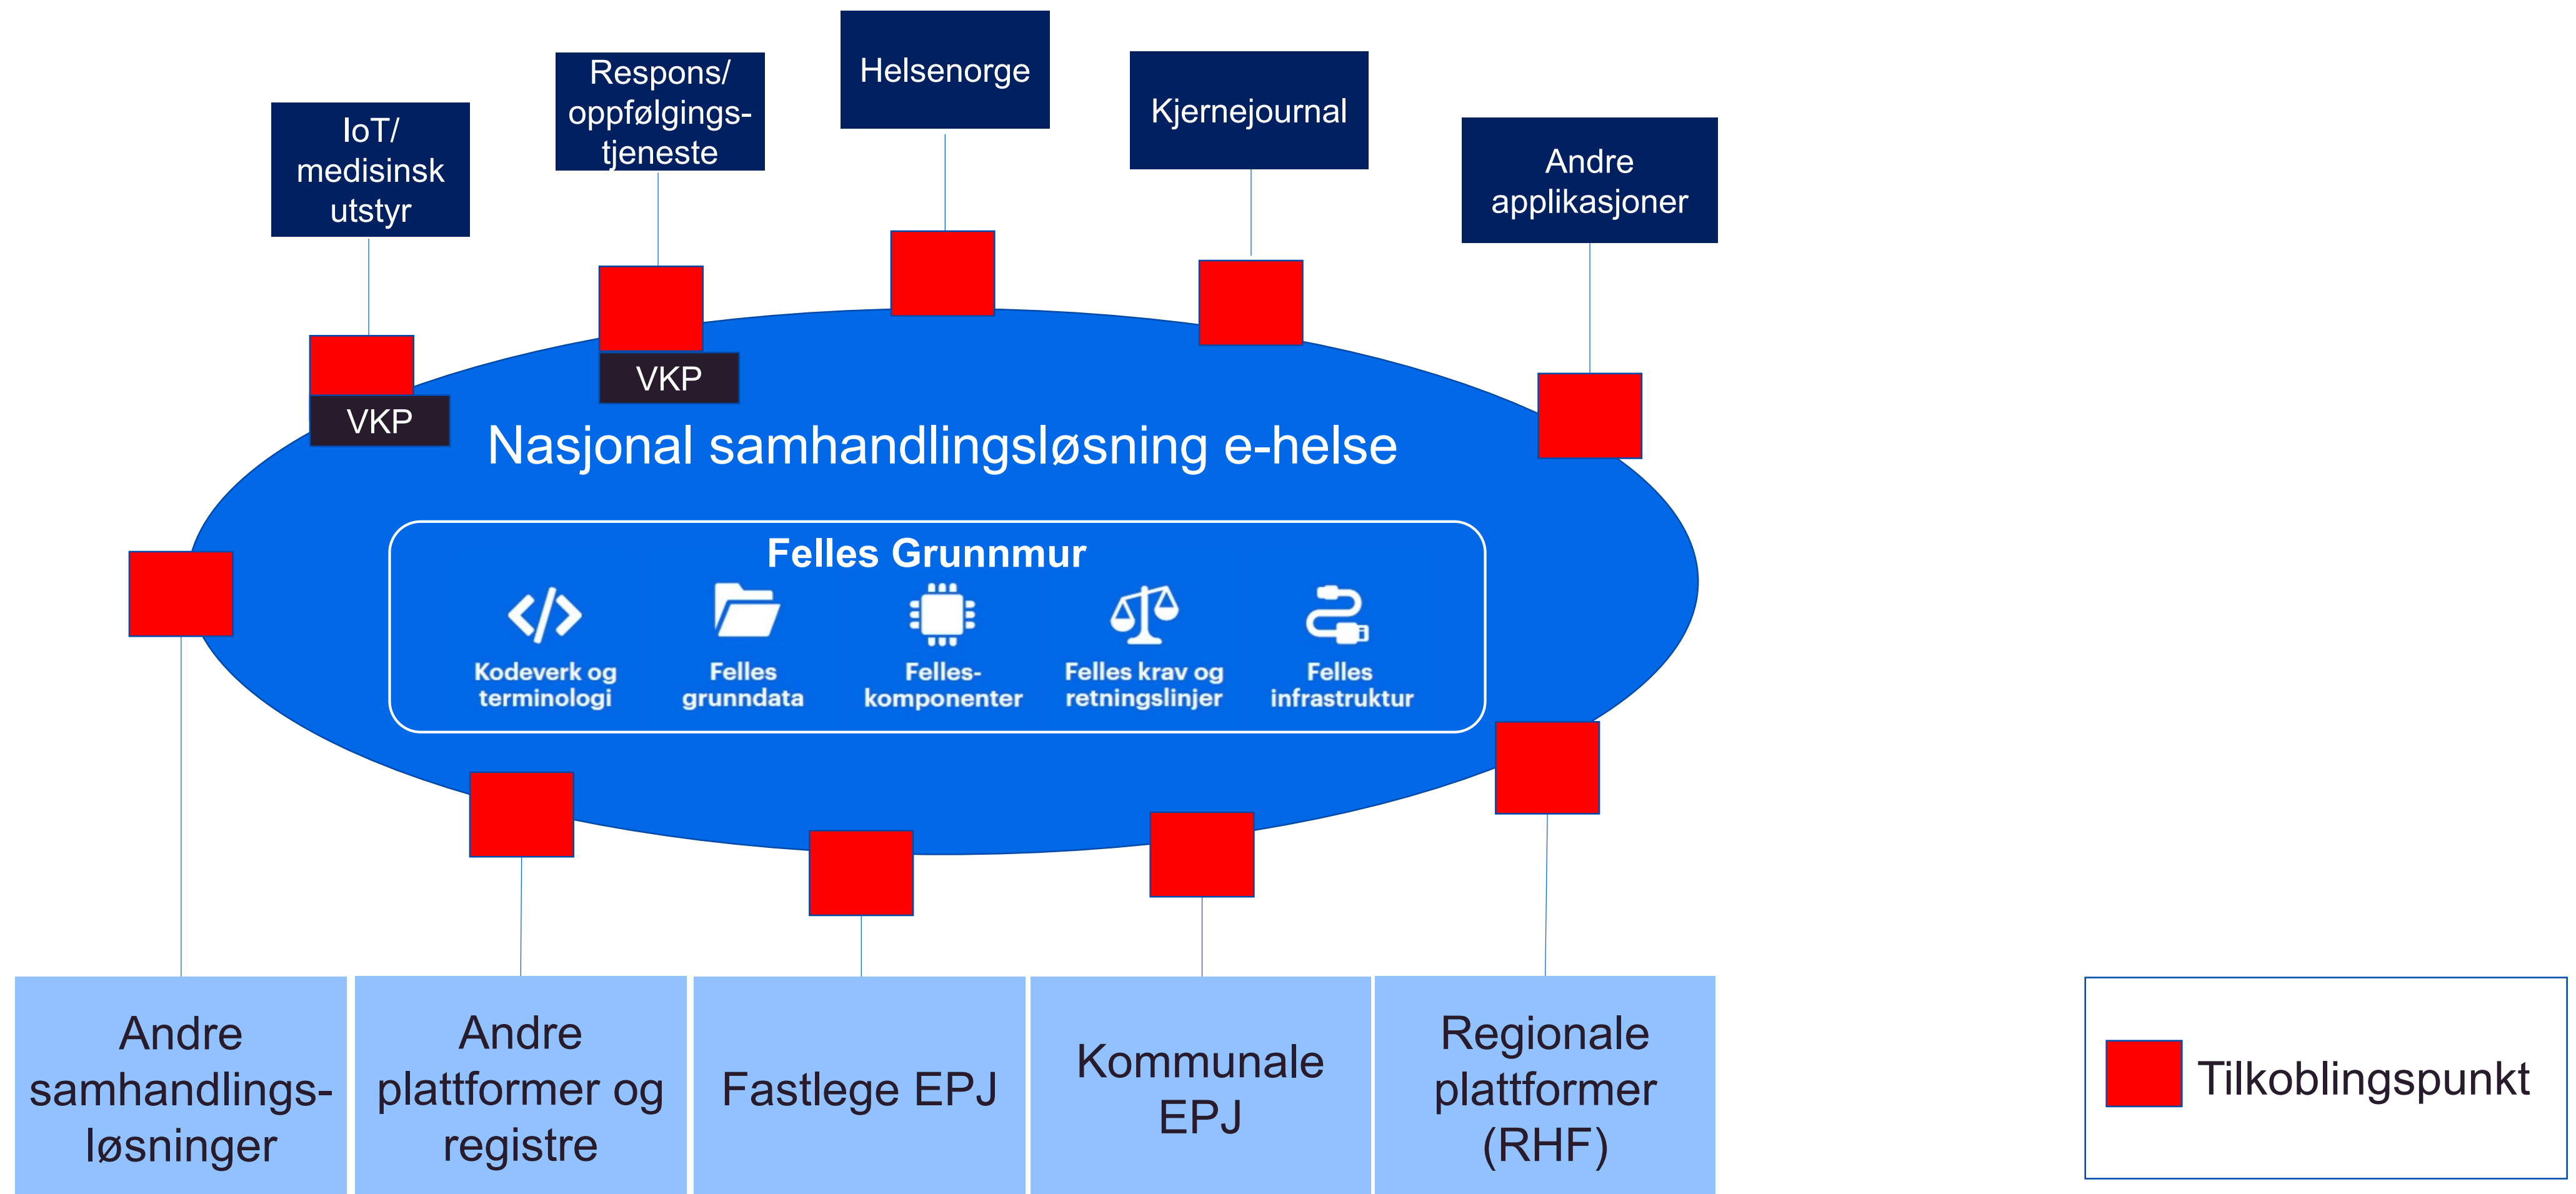 IoT/
medisinsk
utstyr
Respons/
oppfølgings-
tjeneste
Helsenorge
Kjernejournal
Andre
applikasjoner
VKP
VKP
Nasjonal samhandlingsløsning e-helse
Felles Grunnmur
Kodeverk og
terminologi
Felles
grunndata
Felles-
komponenter
Felles krav og
retningslinjer
Felles
infrastruktur
Andre
samhandlings-
løsninger
Andre
plattformer og
registre
Fastlege EPJ
Kommunale
EPJ
Regionale
plattformer
(RHF)
Tilkoblingspunkt